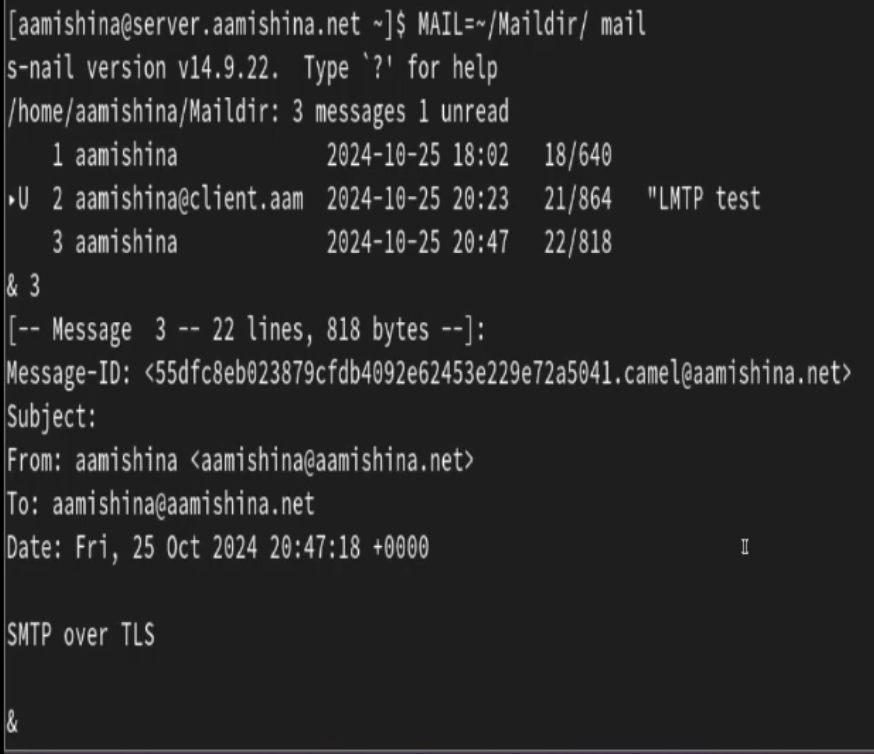 [aamishina@server.aamishina.net ~]$ MAIL=~/Maildir/ mail
s-nail version v14.9.22.  Type `?' for help
/home/aamishina/Maildir: 3 messages 1 unread
    1 aamishina             2024-10-25 18:02   18/640
▸U  2 aamishina@client.aam  2024-10-25 20:23   21/864   "LMTP test
    3 aamishina             2024-10-25 20:47   22/818
& 3
[-- Message  3 -- 22 lines, 818 bytes --]:
Message-ID: <55dfc8eb023879cfdb4092e62453e229e72a5041.camel@aamishina.net>
Subject:
From: aamishina <aamishina@aamishina.net>
To: aamishina@aamishina.net
Date: Fri, 25 Oct 2024 20:47:18 +0000
SMTP over TLS
&